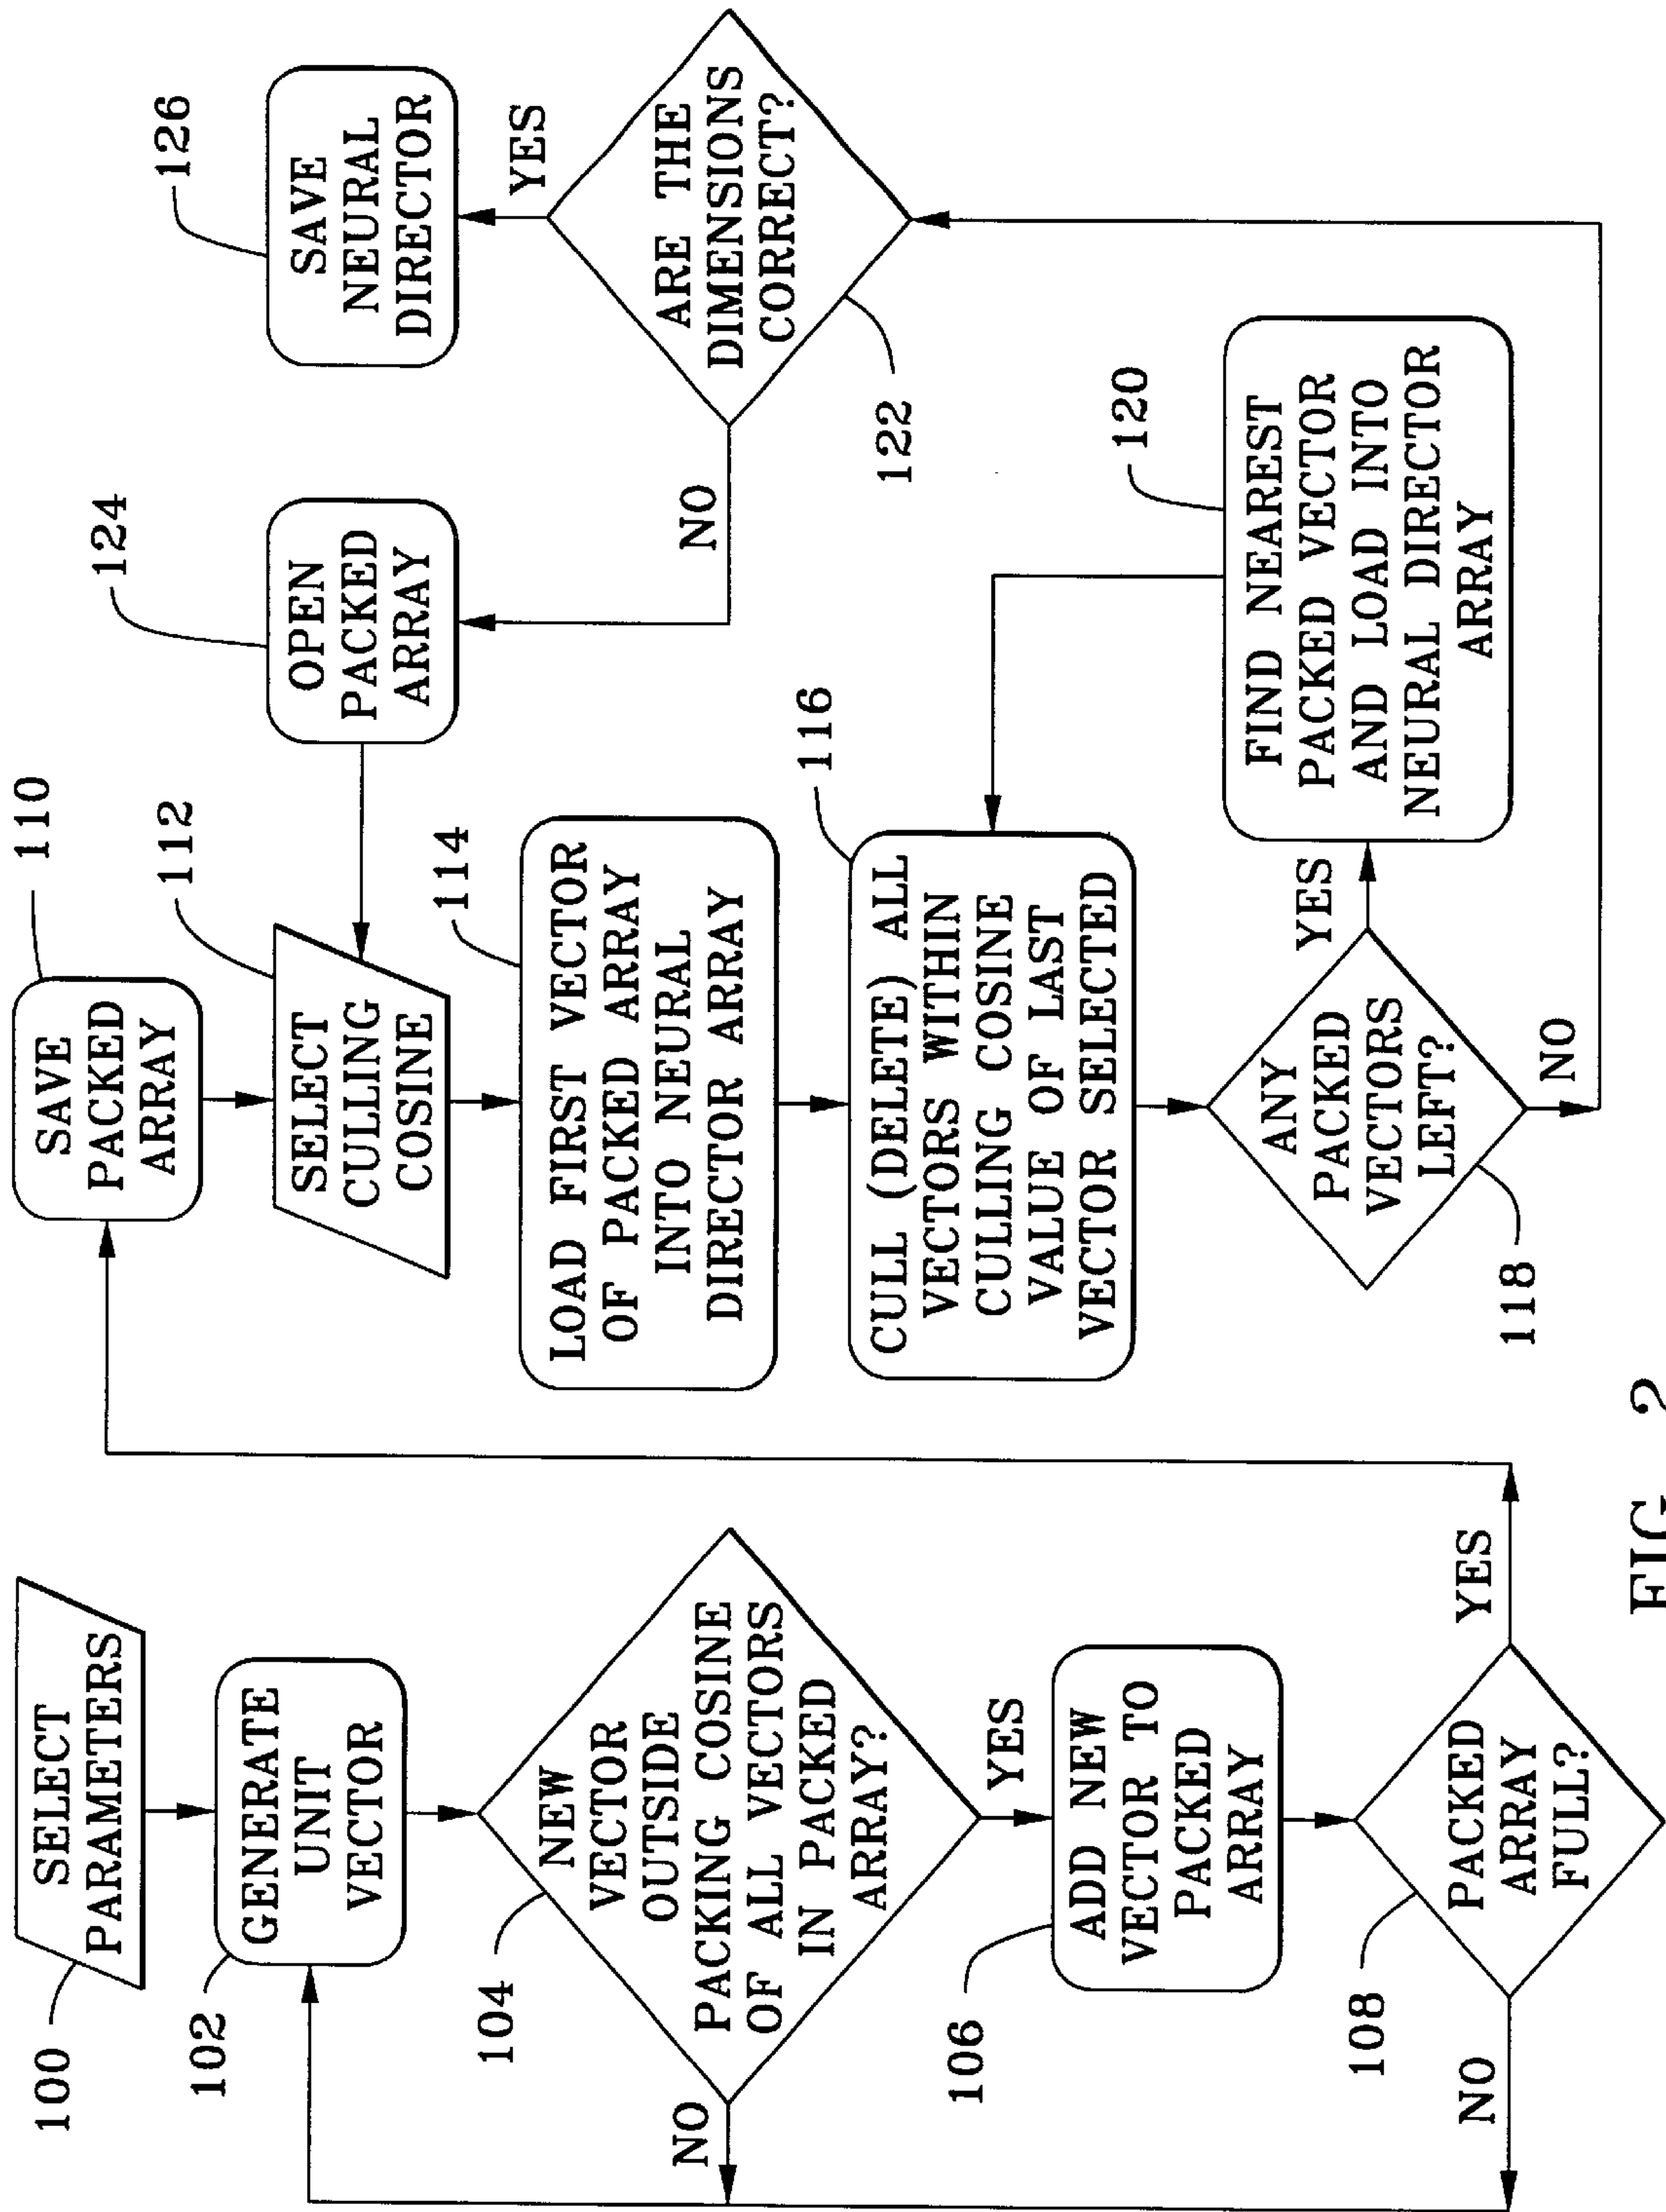 100
SELECT
PARAMETERS
102
GENERATE
UNIT
VECTOR
104
NEW
VECTOR
OUTSIDE
PACKING COSINE
OF ALL VECTORS
IN PACKED
ARRAY?
NO
YES
106
ADD NEW
VECTOR TO
PACKED
ARRAY
108
PACKED
ARRAY
FULL?
NO
YES
110
SAVE
PACKED
ARRAY
112
SELECT
CULLING
COSINE
114
LOAD FIRST VECTOR
OF PACKED ARRAY
INTO NEURAL
DIRECTOR ARRAY
116
CULL (DELETE) ALL
VECTORS WITHIN
CULLING COSINE
VALUE OF LAST
VECTOR SELECTED
118
ANY
PACKED
VECTORS
LEFT?
YES
NO
120
FIND NEAREST
PACKED VECTOR
AND LOAD INTO
NEURAL DIRECTOR
ARRAY
122
ARE THE
DIMENSIONS
CORRECT?
NO
YES
124
OPEN
PACKED
ARRAY
126
SAVE
NEURAL
DIRECTOR
FIG. 2